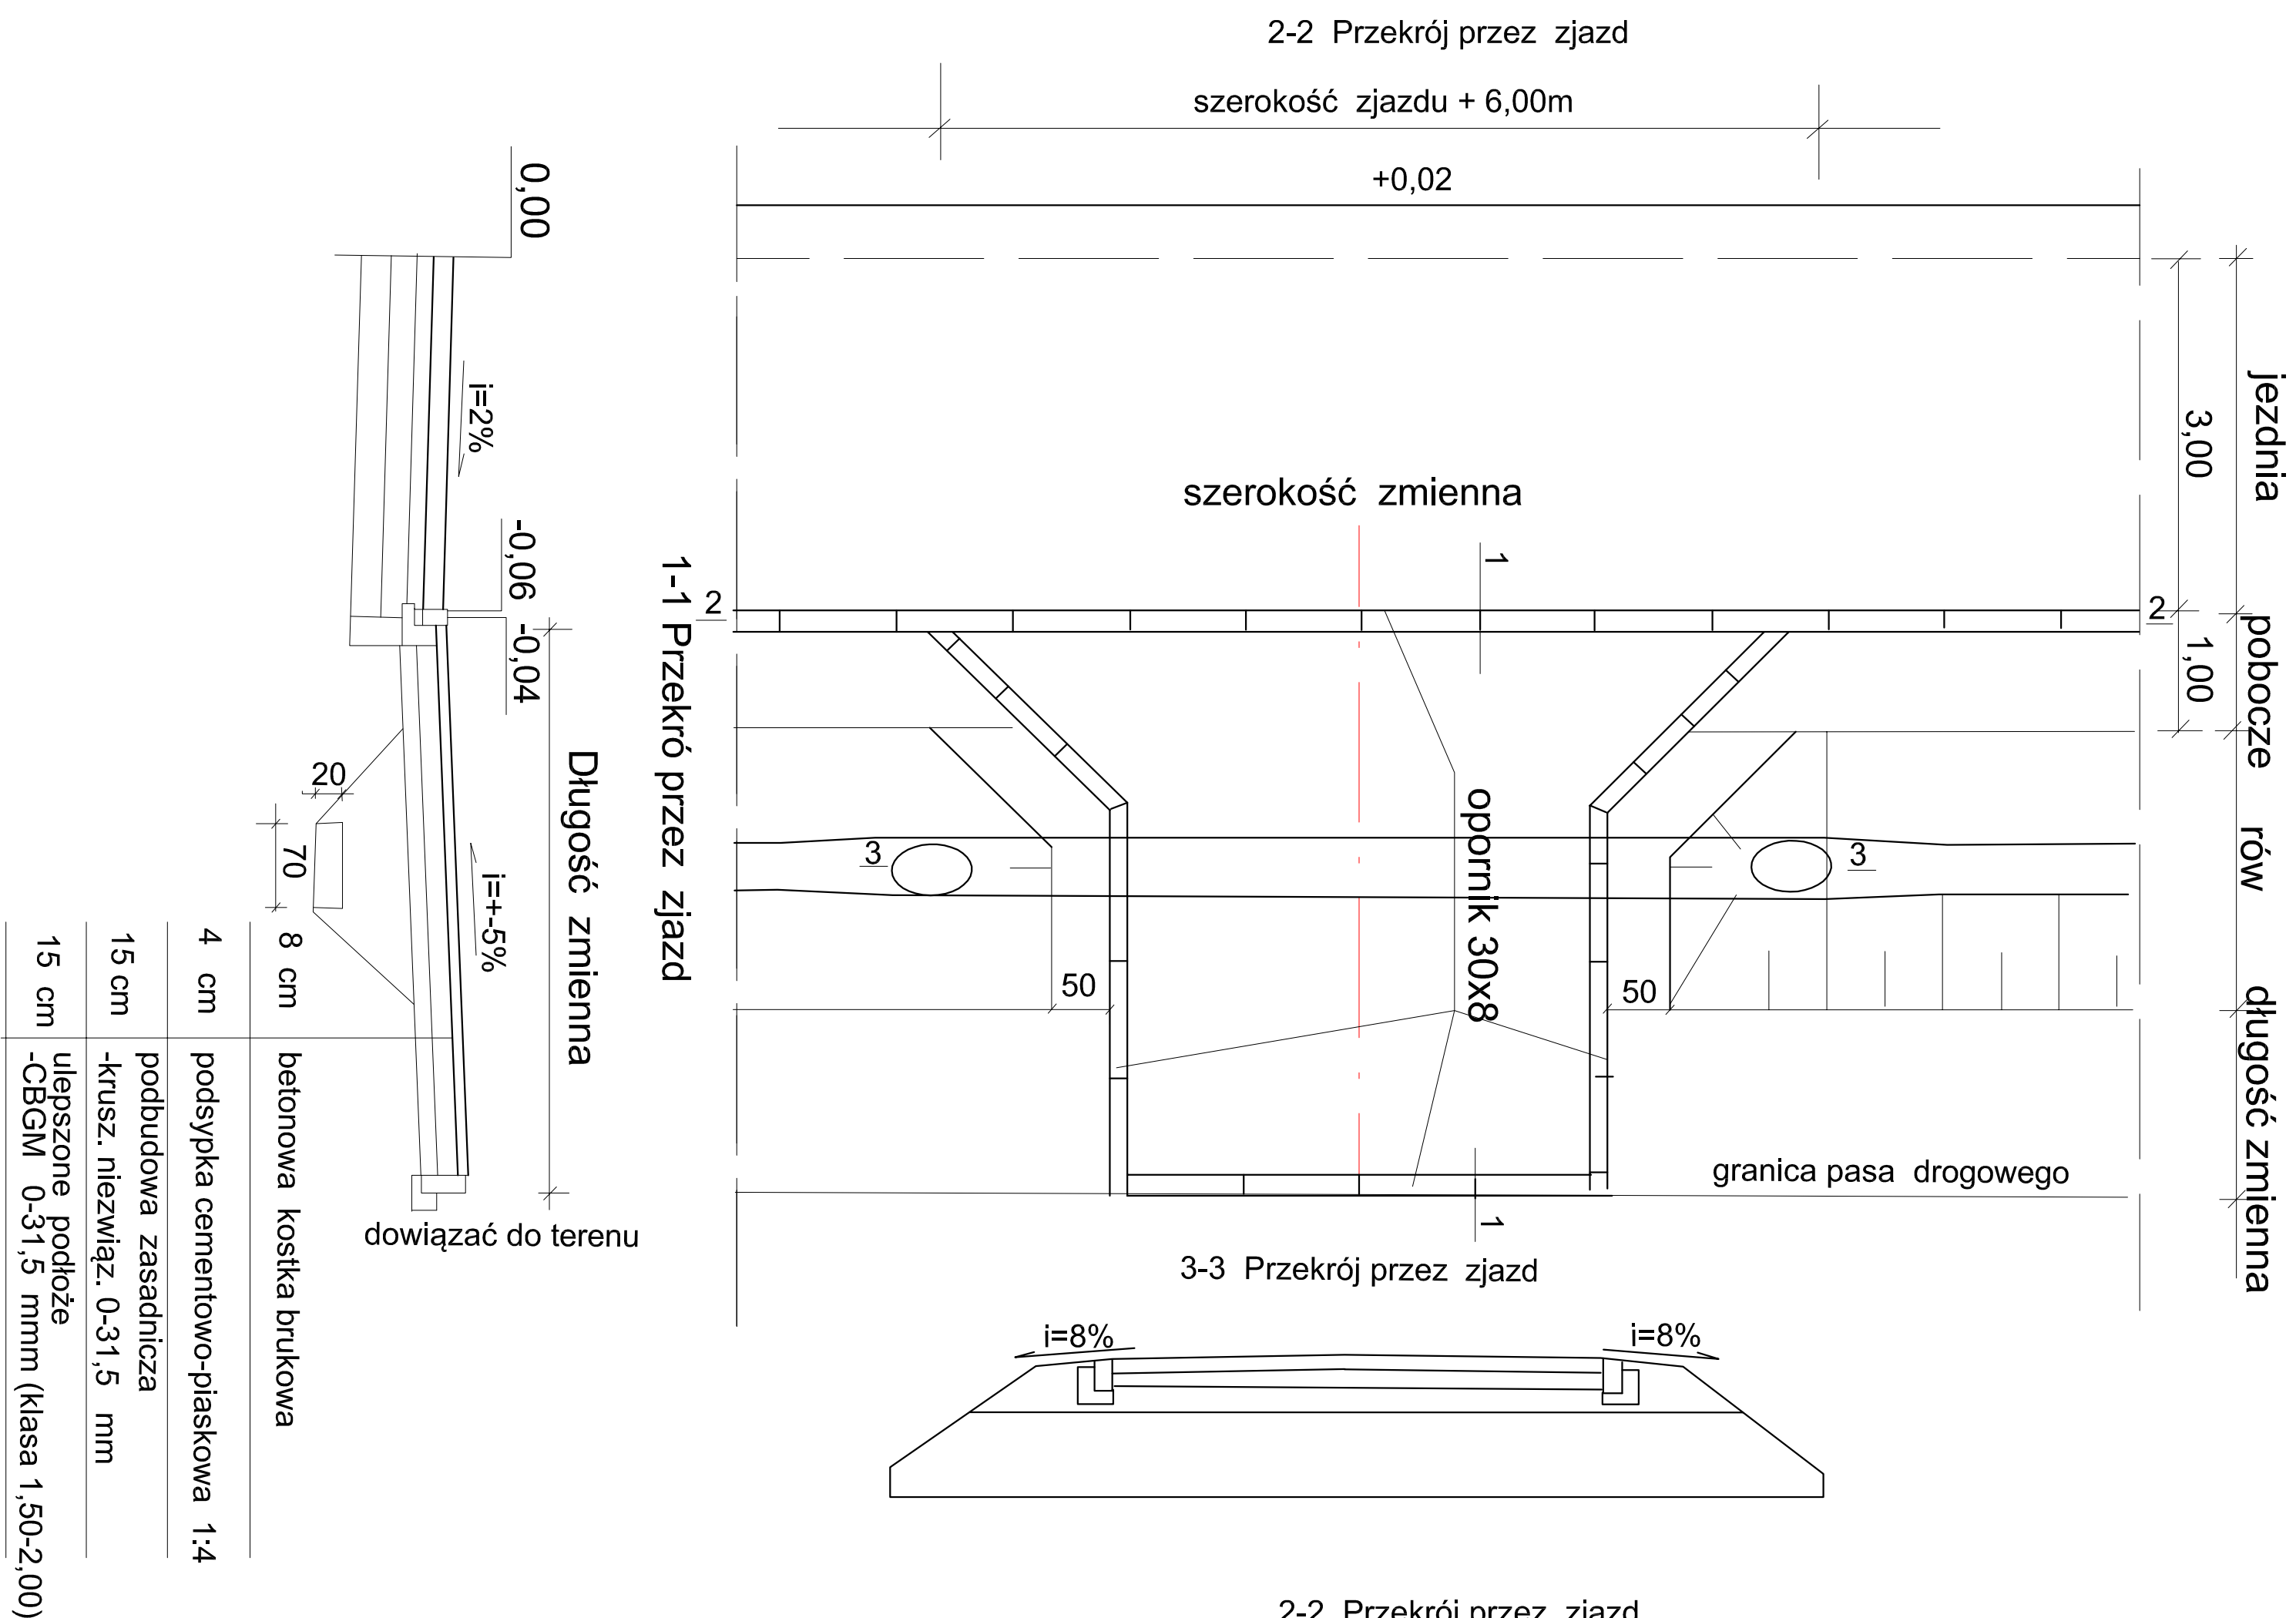 2-2 Przekrój przez zjazd
szerokość zjazdu + 6,00m
+0,02
0,00
i=2%
-0,06
-0,04
szerokość zmienna
1
jezdnia
3,00
2
2
pobocze
1,00
1-1 Przekró przez zjazd
Długość zmienna
20
70
i=+-5%
opornik 30x8
3
3
rów
50
50
długość zmienna
granica pasa drogowego
1
dowiązać do terenu
8 cm betonowa kostka brukowa
4 cm podsypka cementowo-piaskowa 1:4
podbudowa zasadnicza
15 cm -krusz. niezwiąz. 0-31,5 mm
ulepszone podłoże
15 cm -CBGM 0-31,5 mmm (klasa 1,50-2,00)
3-3 Przekrój przez zjazd
i=8%
i=8%
2-2 Przekrój przez zjazd